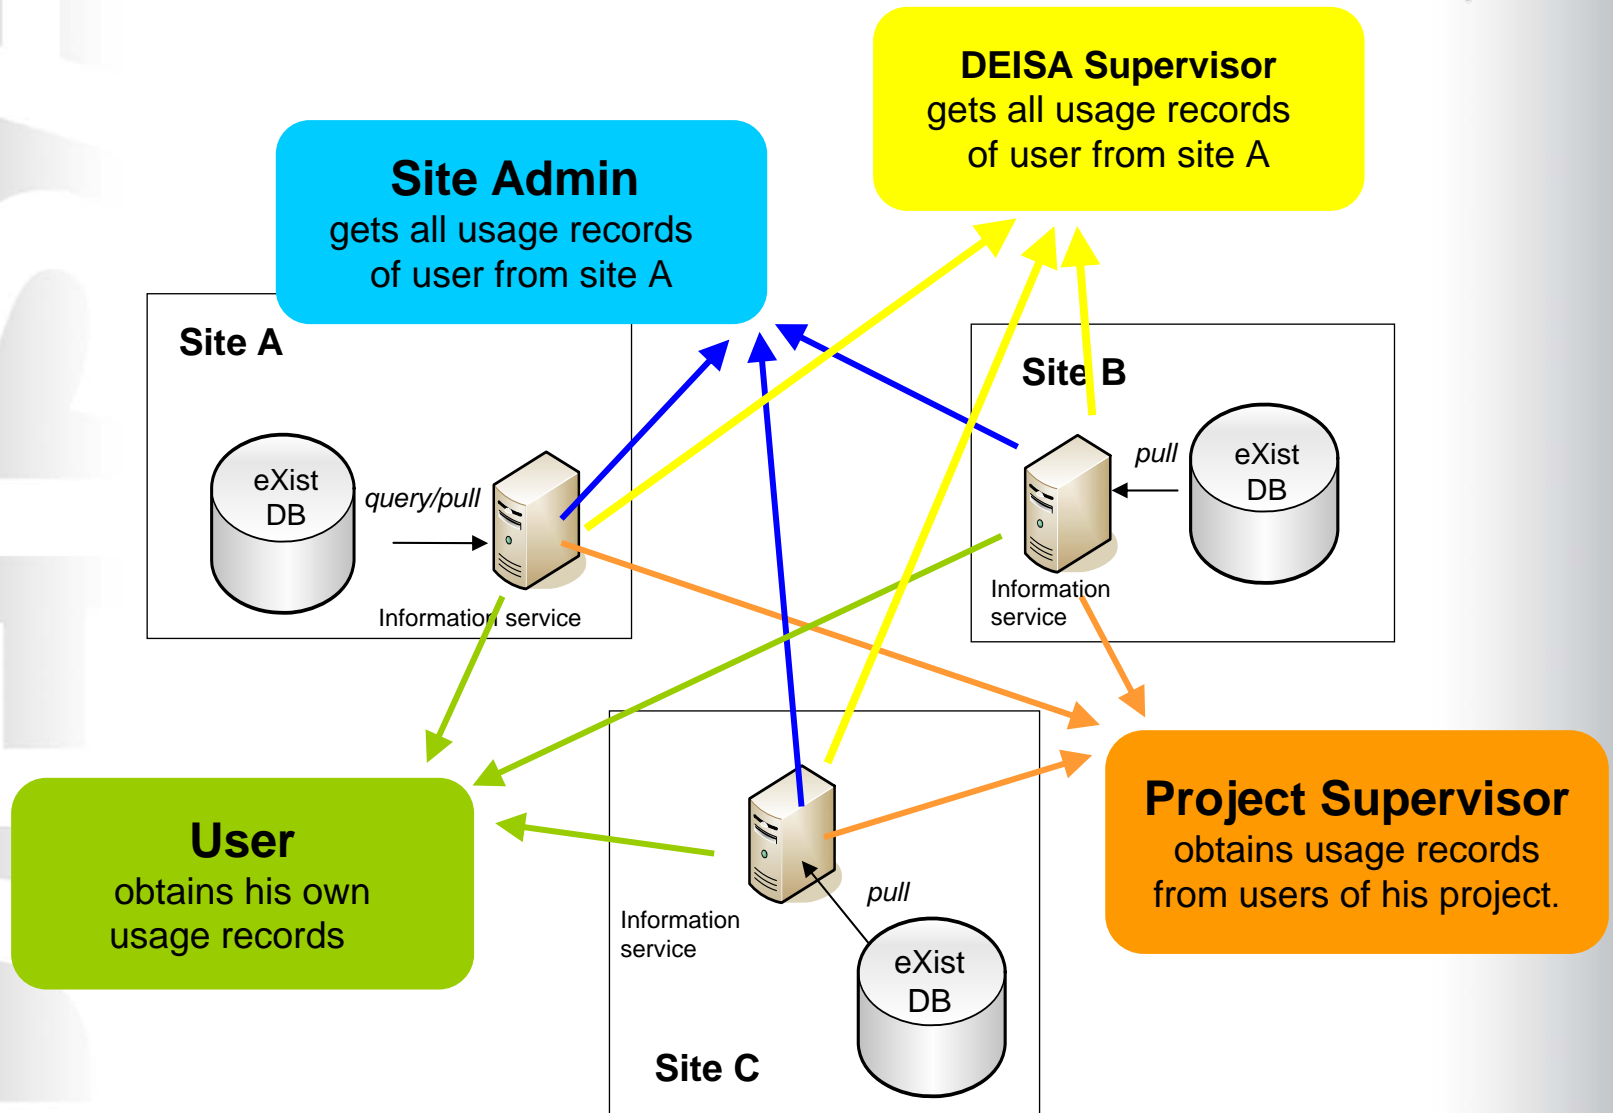 DEISA Supervisor
gets all usage records
of user from site A
Site Admin
gets all usage records
of user from site A
Site A
eXist
DB
query/pull
Information service
Site B
pull
eXist
DB
Information
service
User
obtains his own
usage records
Project Supervisor
obtains usage records
from users of his project.
Information
service
pull
eXist
DB
Site C